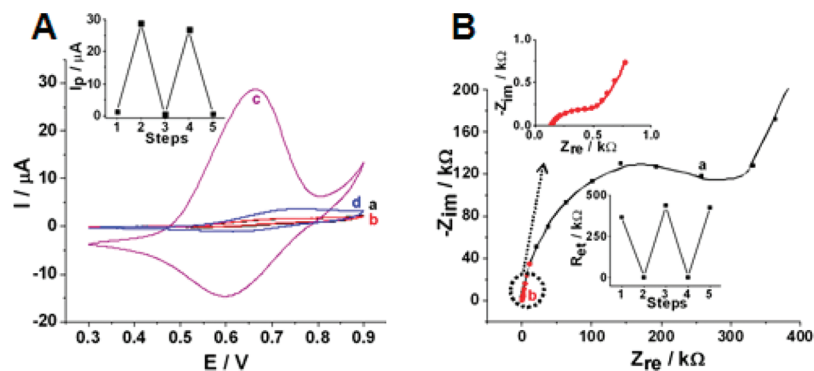 A
I / μA
30
20
10
0
-10
-20
0.3 0.4 0.5 0.6 0.7 0.8 0.9
E / V
Ip / μA
30
20
10
0
1 2 3 4 5
Steps
c
d
a
b
B
-Zim / kΩ
200
160
120
80
40
0
0 100 200 300 400
Zre / kΩ
-Zim / kΩ
1.0
0.5
0.0
0.0 0.5 1.0
Zre / kΩ
a
b
Ret / kΩ
500
250
0
1 2 3 4 5
Steps